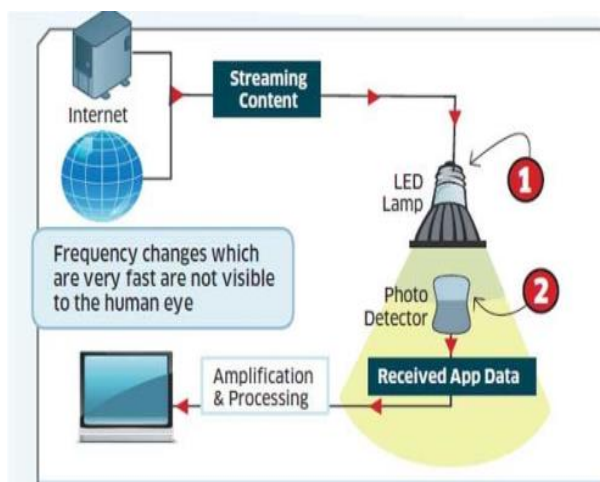 Internet
Streaming
Content
LED
Lamp
1
Frequency changes which
are very fast are not visible
to the human eye
Photo
Detector
2
Amplification
& Processing
Received App Data